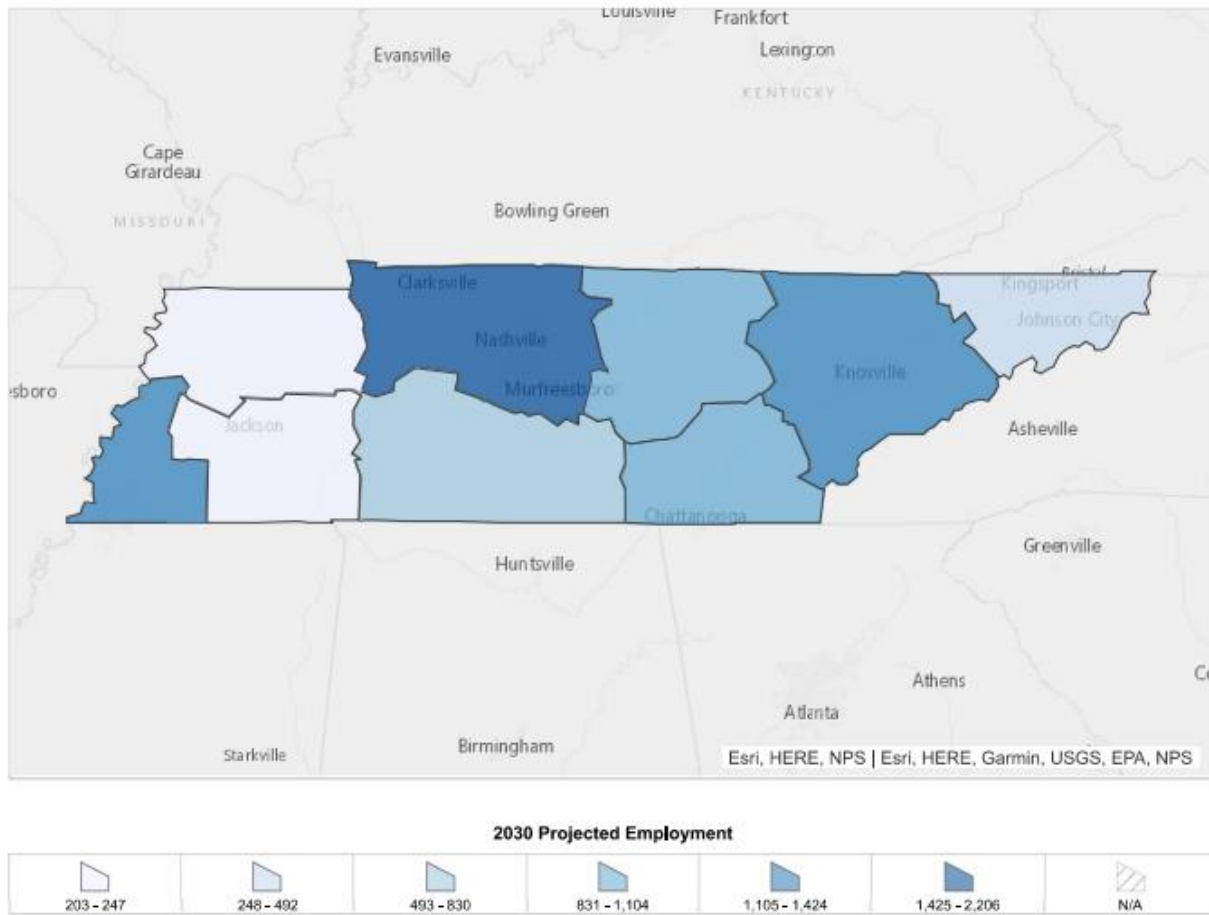 Louisville
Frankfort
Evansville
Lexington
KENTUCKY
Cape
Girardeau
MISSOURI
Bowling Green
Bristol
Clarksville
Kingsport
Johnson City
Nashville
Knoxville
Murfreesboro
esboro
Jackson
Asheville
Chattanooga
Greenville
Huntsville
Athens
Atlanta
Birmingham
Starkville
Esri, HERE, NPS | Esri, HERE, Garmin, USGS, EPA, NPS
2030 Projected Employment
203 - 247
248 - 492
493 - 830
831 - 1,104
1,105 - 1,424
1,425 - 2,206
N/A